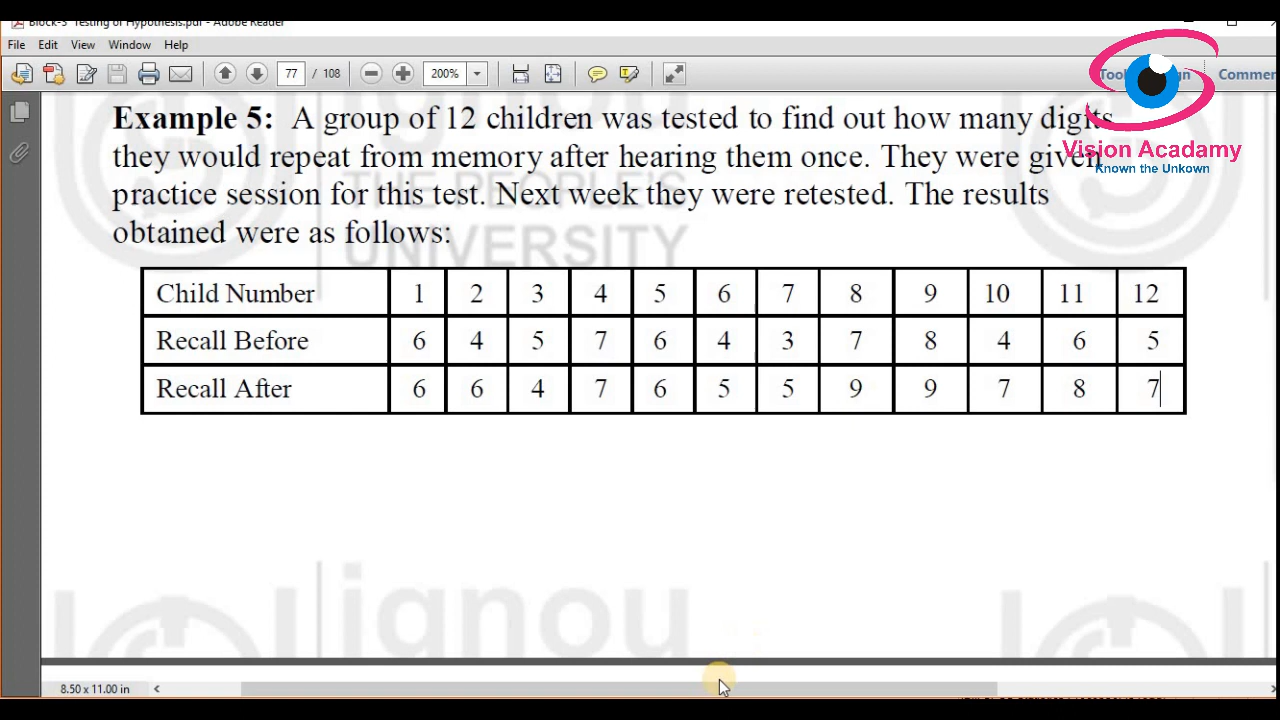 Block-3 Testing of Hypothesis.pdf - Adobe Reader
File Edit View Window Help
77 / 108 200% Comme
Vision Acadamy
Known the Unkown
Example 5: A group of 12 children was tested to find out how many digits
they would repeat from memory after hearing them once. They were given
practice session for this test. Next week they were retested. The results
obtained were as follows:
THE PEOPLE'S
UNIVERSITY
Child Number 1 2 3 4 5 6 7 8 9 10 11 12
Recall Before 6 4 5 7 6 4 3 7 8 4 6 5
Recall After 6 6 4 7 6 5 5 9 9 7 8 7
ignou
8.50 x 11.00 in